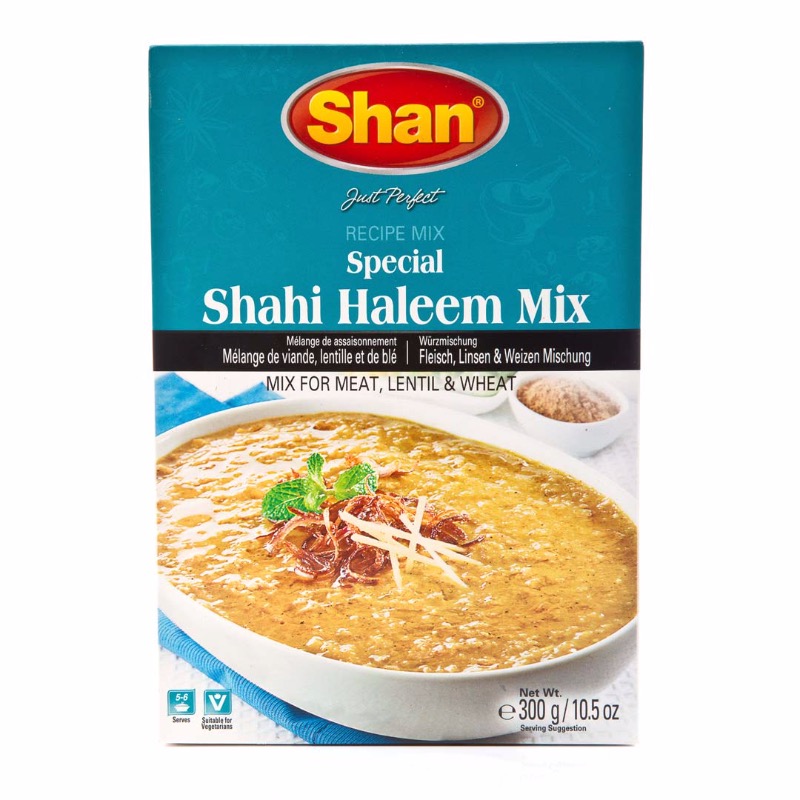 Shan®
Just Perfect
RECIPE MIX
Special
Shahi Haleem Mix
Mélange de assaisonnement
Mélange de viande, lentille et de blé
Würzmischung
Fleisch, Linsen & Weizen Mischung
MIX FOR MEAT, LENTIL & WHEAT
5-6
Serves
V
Suitable for
Vegetarians
Net Wt.
℮ 300 g / 10.5 oz
Serving Suggestion